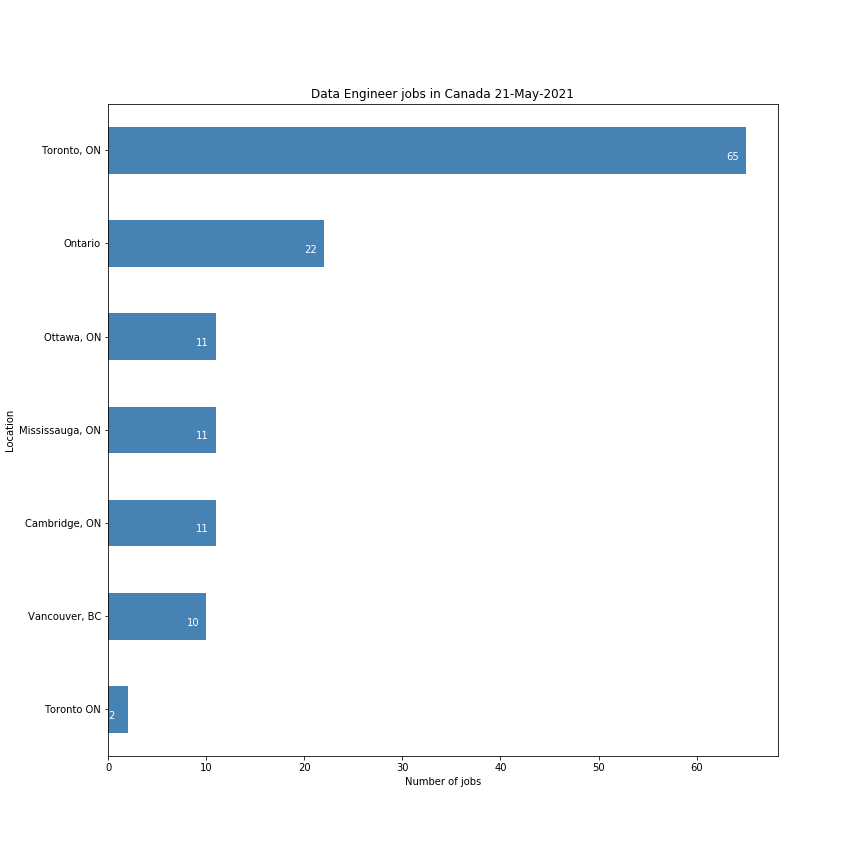 Data Engineer jobs in Canada 21-May-2021
Toronto, ON
65
Ontario
22
Ottawa, ON
11
Mississauga, ON
11
Cambridge, ON
11
Vancouver, BC
10
Toronto ON
2
Location
0 10 20 30 40 50 60
Number of jobs